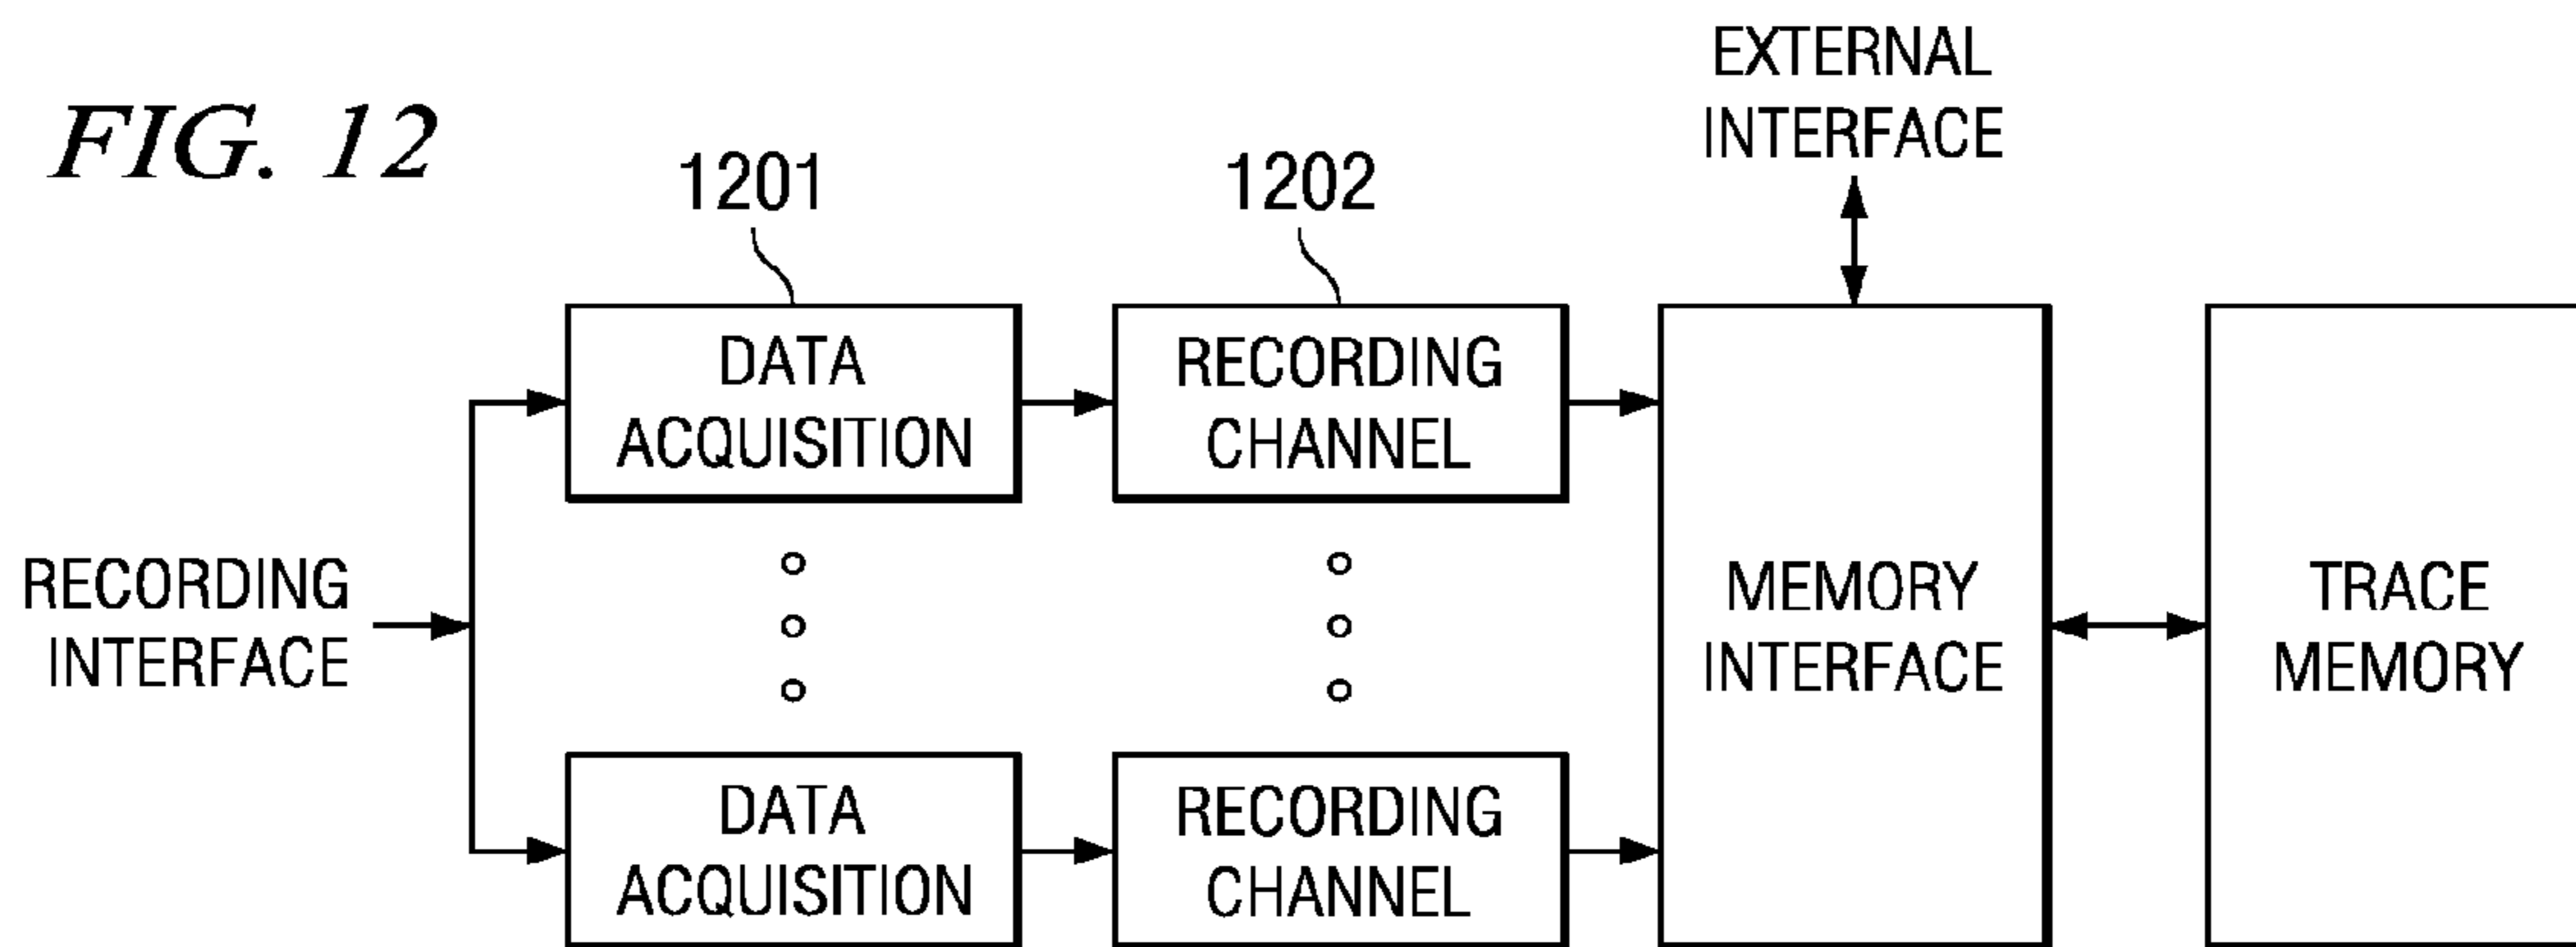 FIG. 12
EXTERNAL
INTERFACE
1201
1202
DATA
ACQUISITION
RECORDING
CHANNEL
RECORDING
INTERFACE
MEMORY
INTERFACE
TRACE
MEMORY
DATA
ACQUISITION
RECORDING
CHANNEL